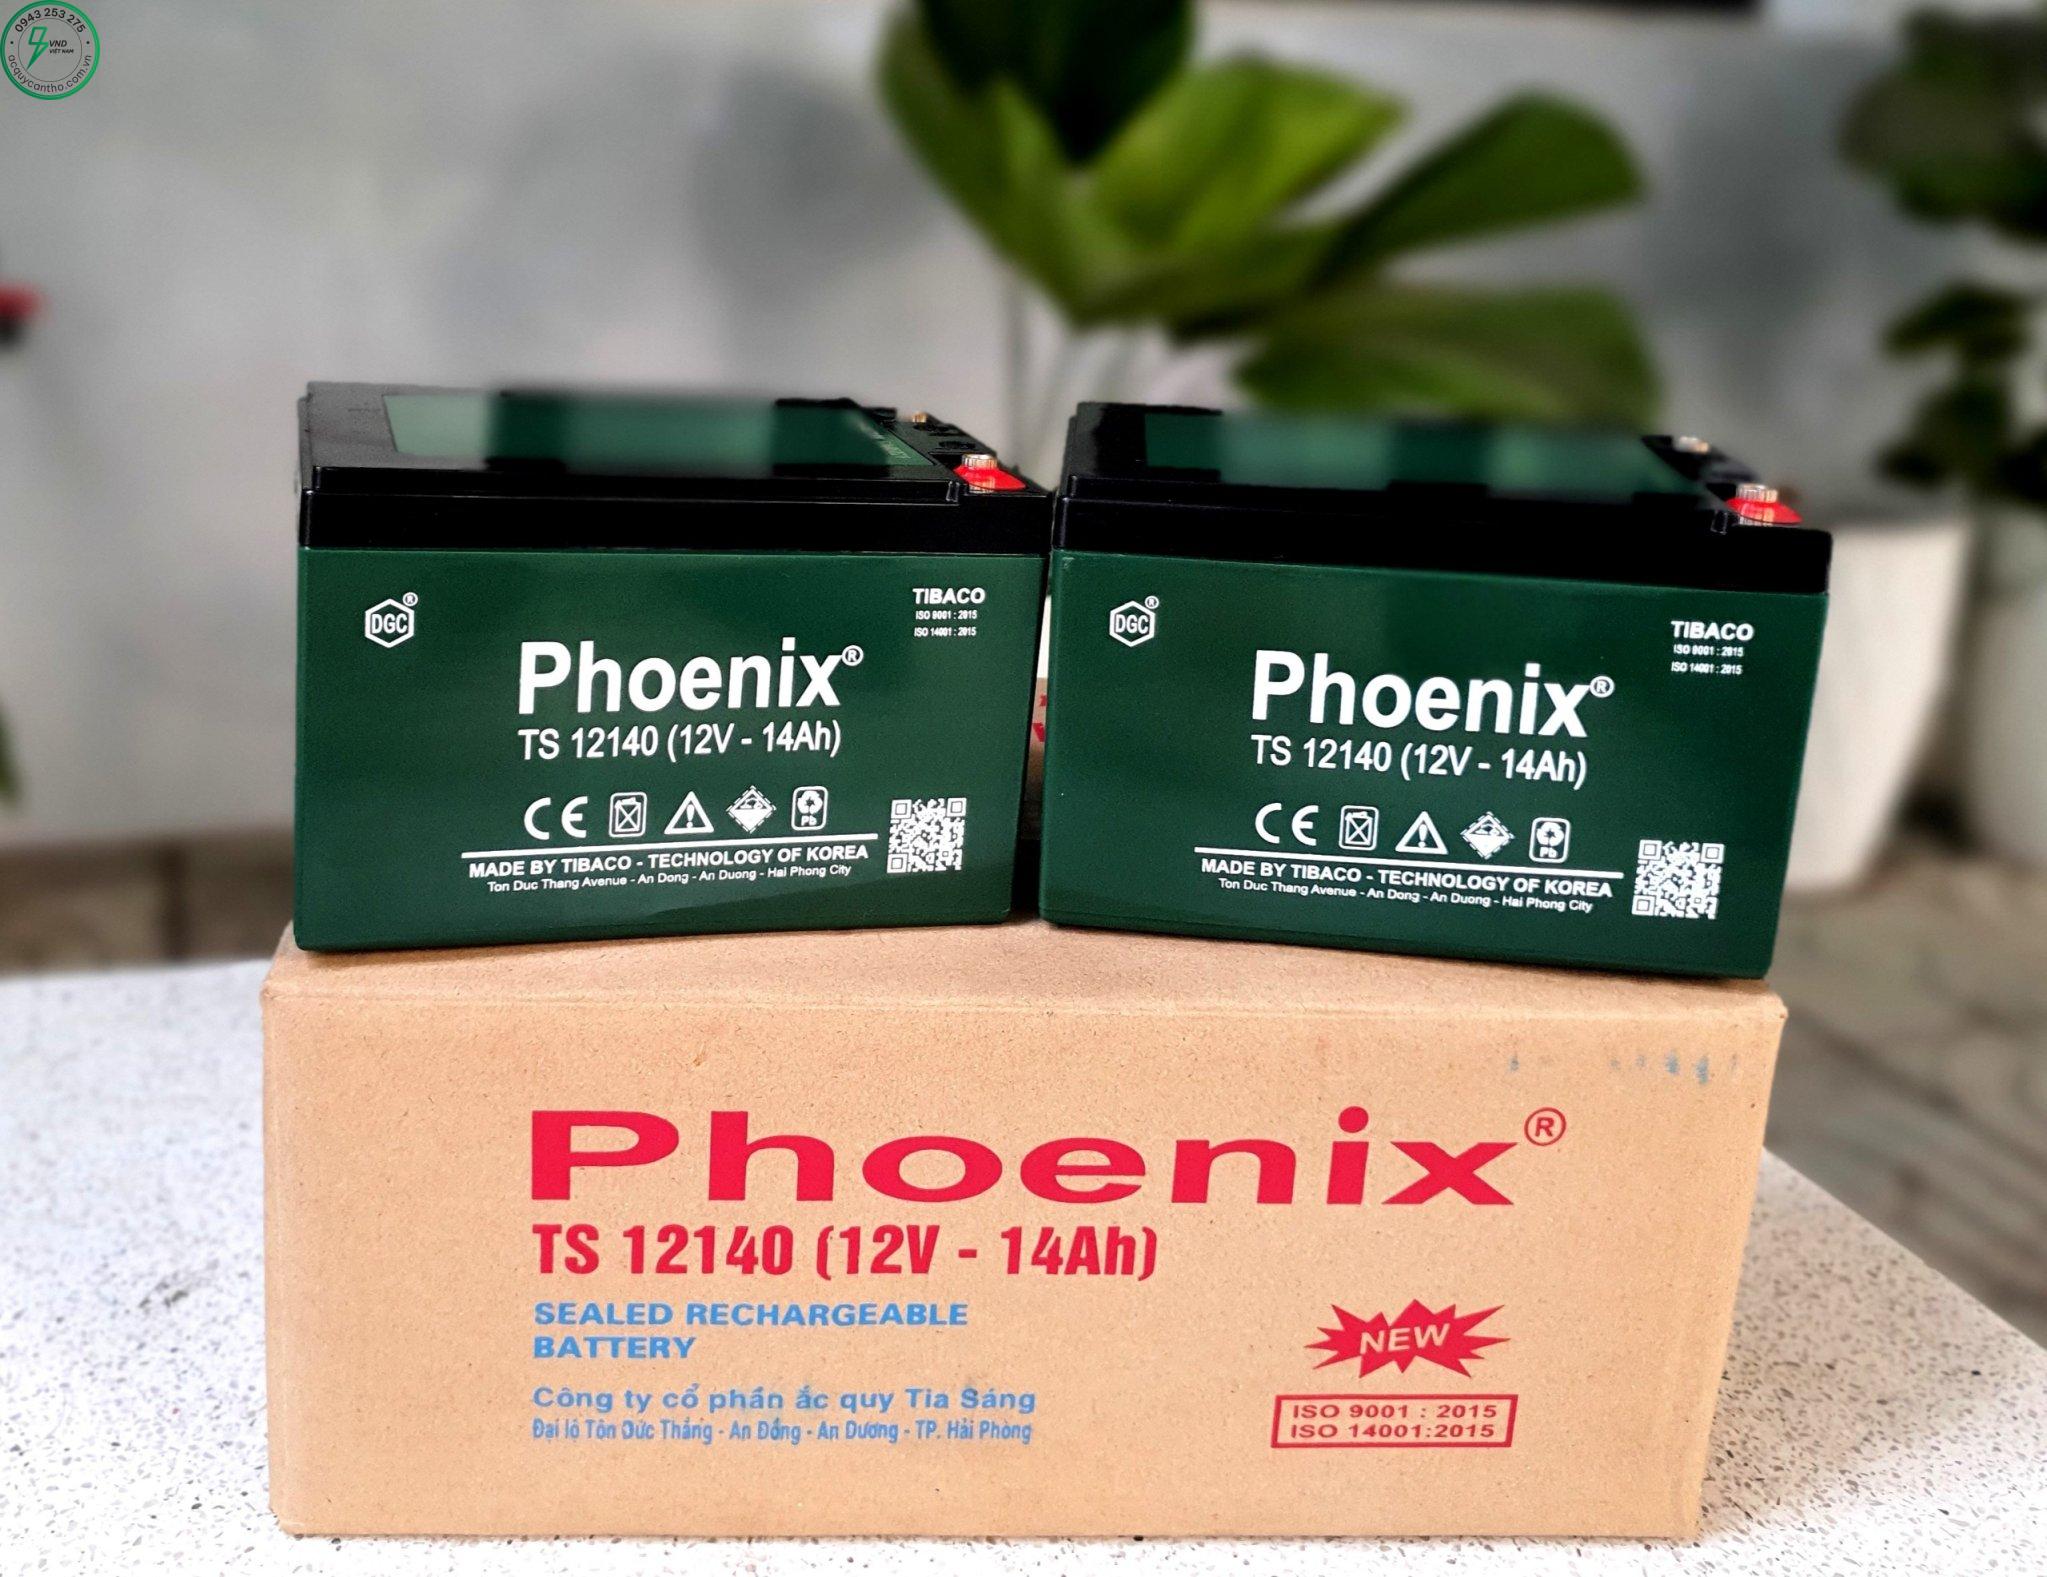 0943 253 275
VND
VIỆT NAM
acquycantho.com.vn
DGC®
TIBACO
ISO 9001 : 2015
ISO 14001 : 2015
Phoenix®
TS 12140 (12V - 14Ah)
CE
Pb
MADE BY TIBACO - TECHNOLOGY OF KOREA
Ton Duc Thang Avenue - An Dong - An Duong - Hai Phong City
DGC®
TIBACO
ISO 9001 : 2015
ISO 14001 : 2015
Phoenix®
TS 12140 (12V - 14Ah)
CE
Pb
MADE BY TIBACO - TECHNOLOGY OF KOREA
Ton Duc Thang Avenue - An Dong - An Duong - Hai Phong City
Phoenix®
TS 12140 (12V - 14Ah)
SEALED RECHARGEABLE
BATTERY
Công ty cổ phần ắc quy Tia Sáng
Đại lộ Tôn Đức Thắng - An Đồng - An Dương - TP. Hải Phòng
NEW
ISO 9001 : 2015
ISO 14001:2015